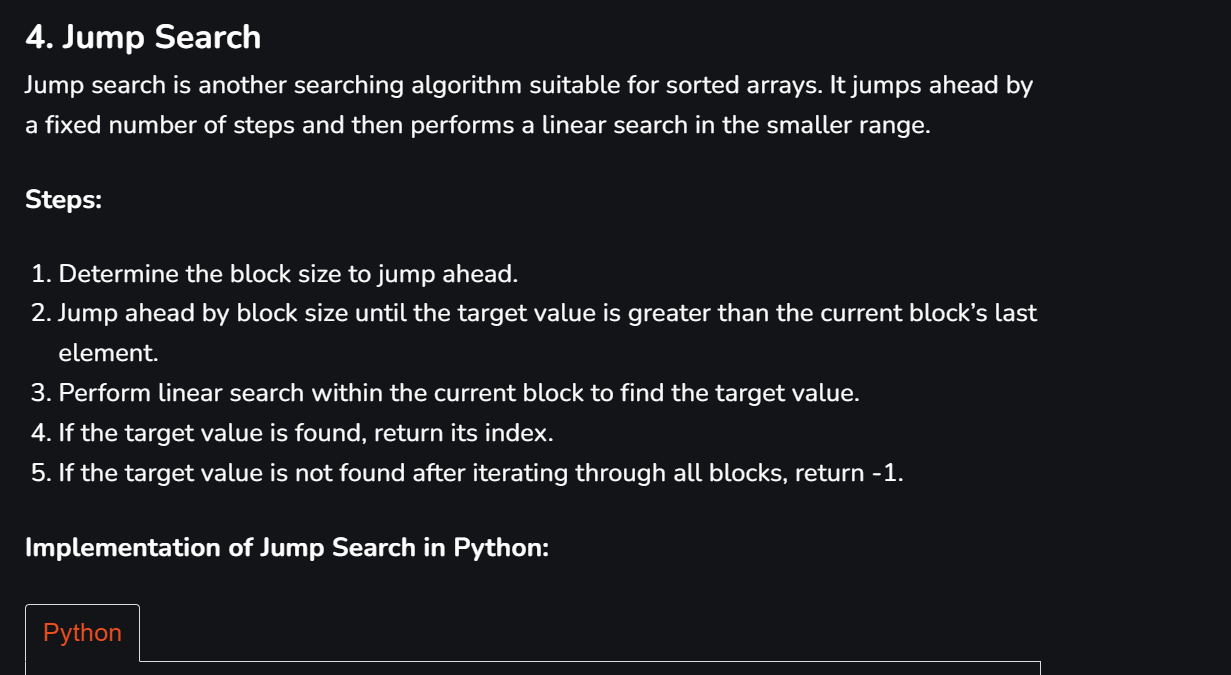 4. Jump Search
Jump search is another searching algorithm suitable for sorted arrays. It jumps ahead by
a fixed number of steps and then performs a linear search in the smaller range.
Steps:
1. Determine the block size to jump ahead.
2. Jump ahead by block size until the target value is greater than the current block’s last
element.
3. Perform linear search within the current block to find the target value.
4. If the target value is found, return its index.
5. If the target value is not found after iterating through all blocks, return -1.
Implementation of Jump Search in Python:
Python